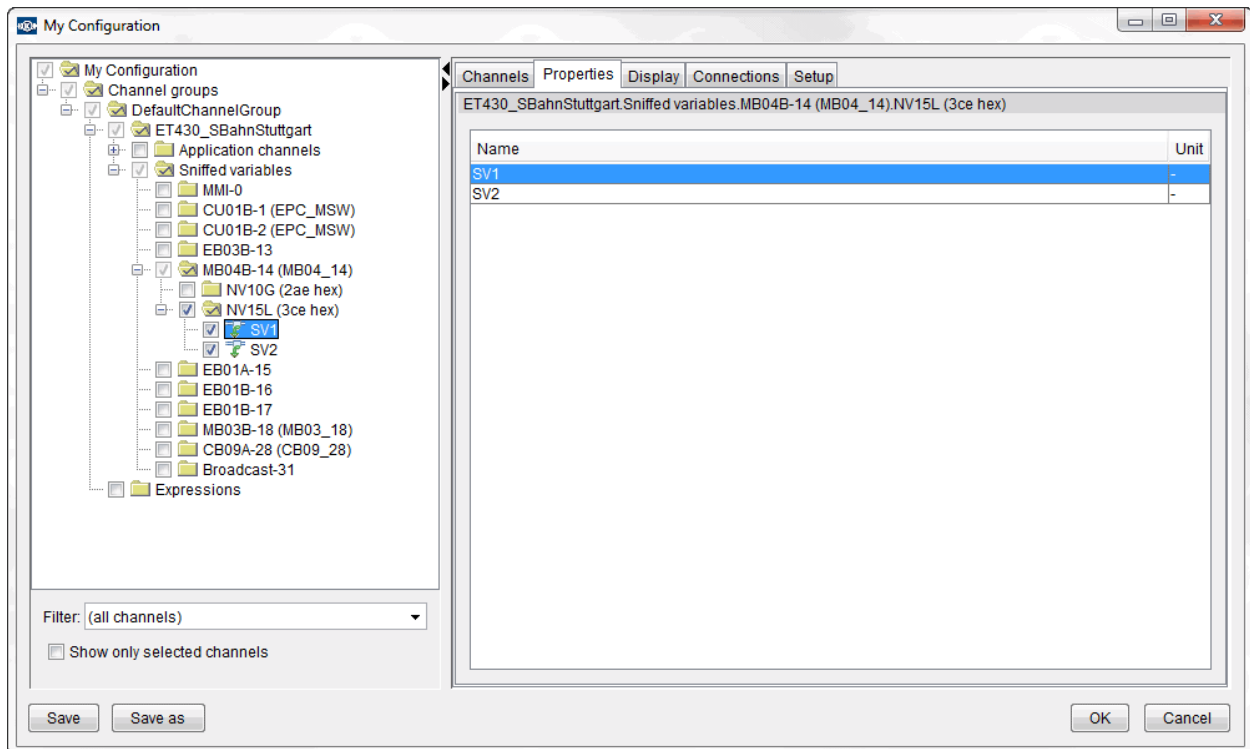 My Configuration
My Configuration
Channel groups
DefaultChannelGroup
ET430_SBahnStuttgart
Application channels
Sniffed variables
MMI-0
CU01B-1 (EPC_MSW)
CU01B-2 (EPC_MSW)
EB03B-13
MB04B-14 (MB04_14)
NV10G (2ae hex)
NV15L (3ce hex)
SV1
SV2
EB01A-15
EB01B-16
EB01B-17
MB03B-18 (MB03_18)
CB09A-28 (CB09_28)
Broadcast-31
Expressions
Filter: (all channels)
Show only selected channels
Channels Properties Display Connections Setup
ET430_SBahnStuttgart.Sniffed variables.MB04B-14 (MB04_14).NV15L (3ce hex)
Name Unit
SV1 -
SV2 -
Save Save as OK Cancel